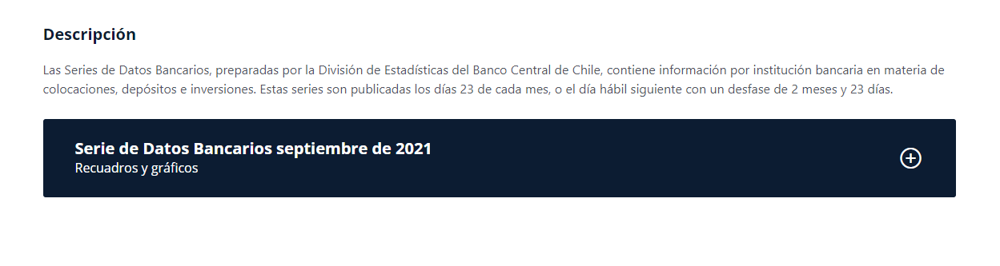 Descripción
Las Series de Datos Bancarios, preparadas por la División de Estadísticas del Banco Central de Chile, contiene información por institución bancaria en materia de
colocaciones, depósitos e inversiones. Estas series son publicadas los días 23 de cada mes, o el día hábil siguiente con un desfase de 2 meses y 23 días.
Serie de Datos Bancarios septiembre de 2021
Recuadros y gráficos